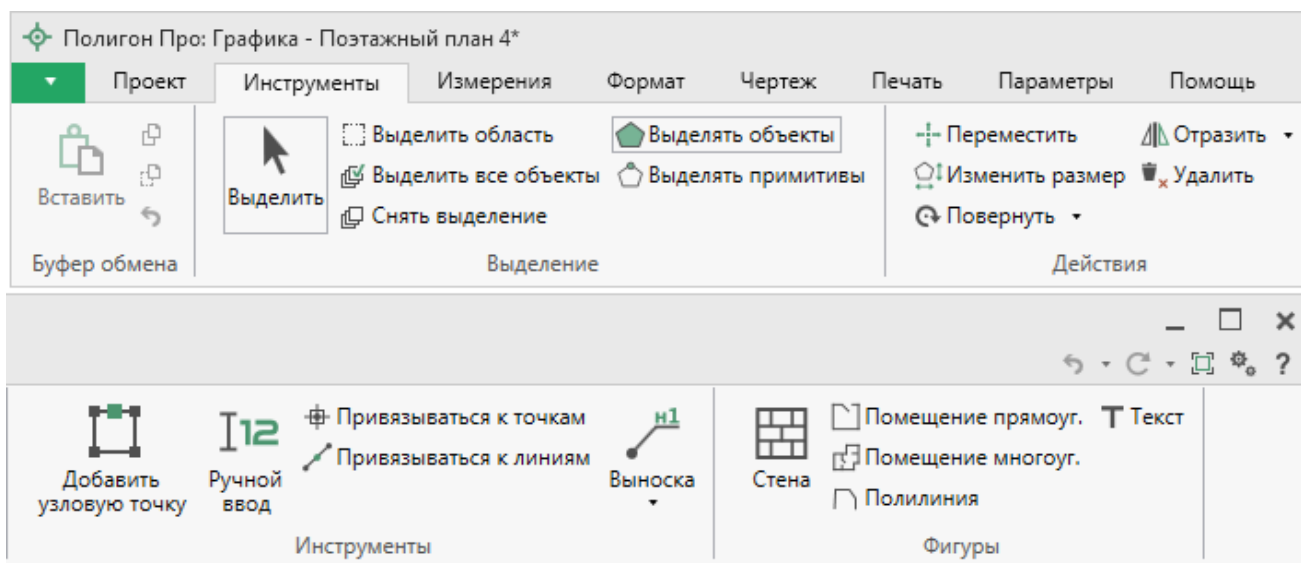 Полигон Про: Графика - Поэтажный план 4*
Проект Инструменты Измерения Формат Чертеж Печать Параметры Помощь
Вставить
Буфер обмена
Выделить
Выделить область
Выделить все объекты
Снять выделение
Выделять объекты
Выделять примитивы
Выделение
Переместить
Изменить размер
Повернуть
Отразить
Удалить
Действия
?
Добавить
узловую точку
Ручной
ввод
12
Привязываться к точкам
Привязываться к линиям
н1
Выноска
Инструменты
Стена
Помещение прямоуг.
Помещение многоуг.
Полилиния
Т Текст
Фигуры